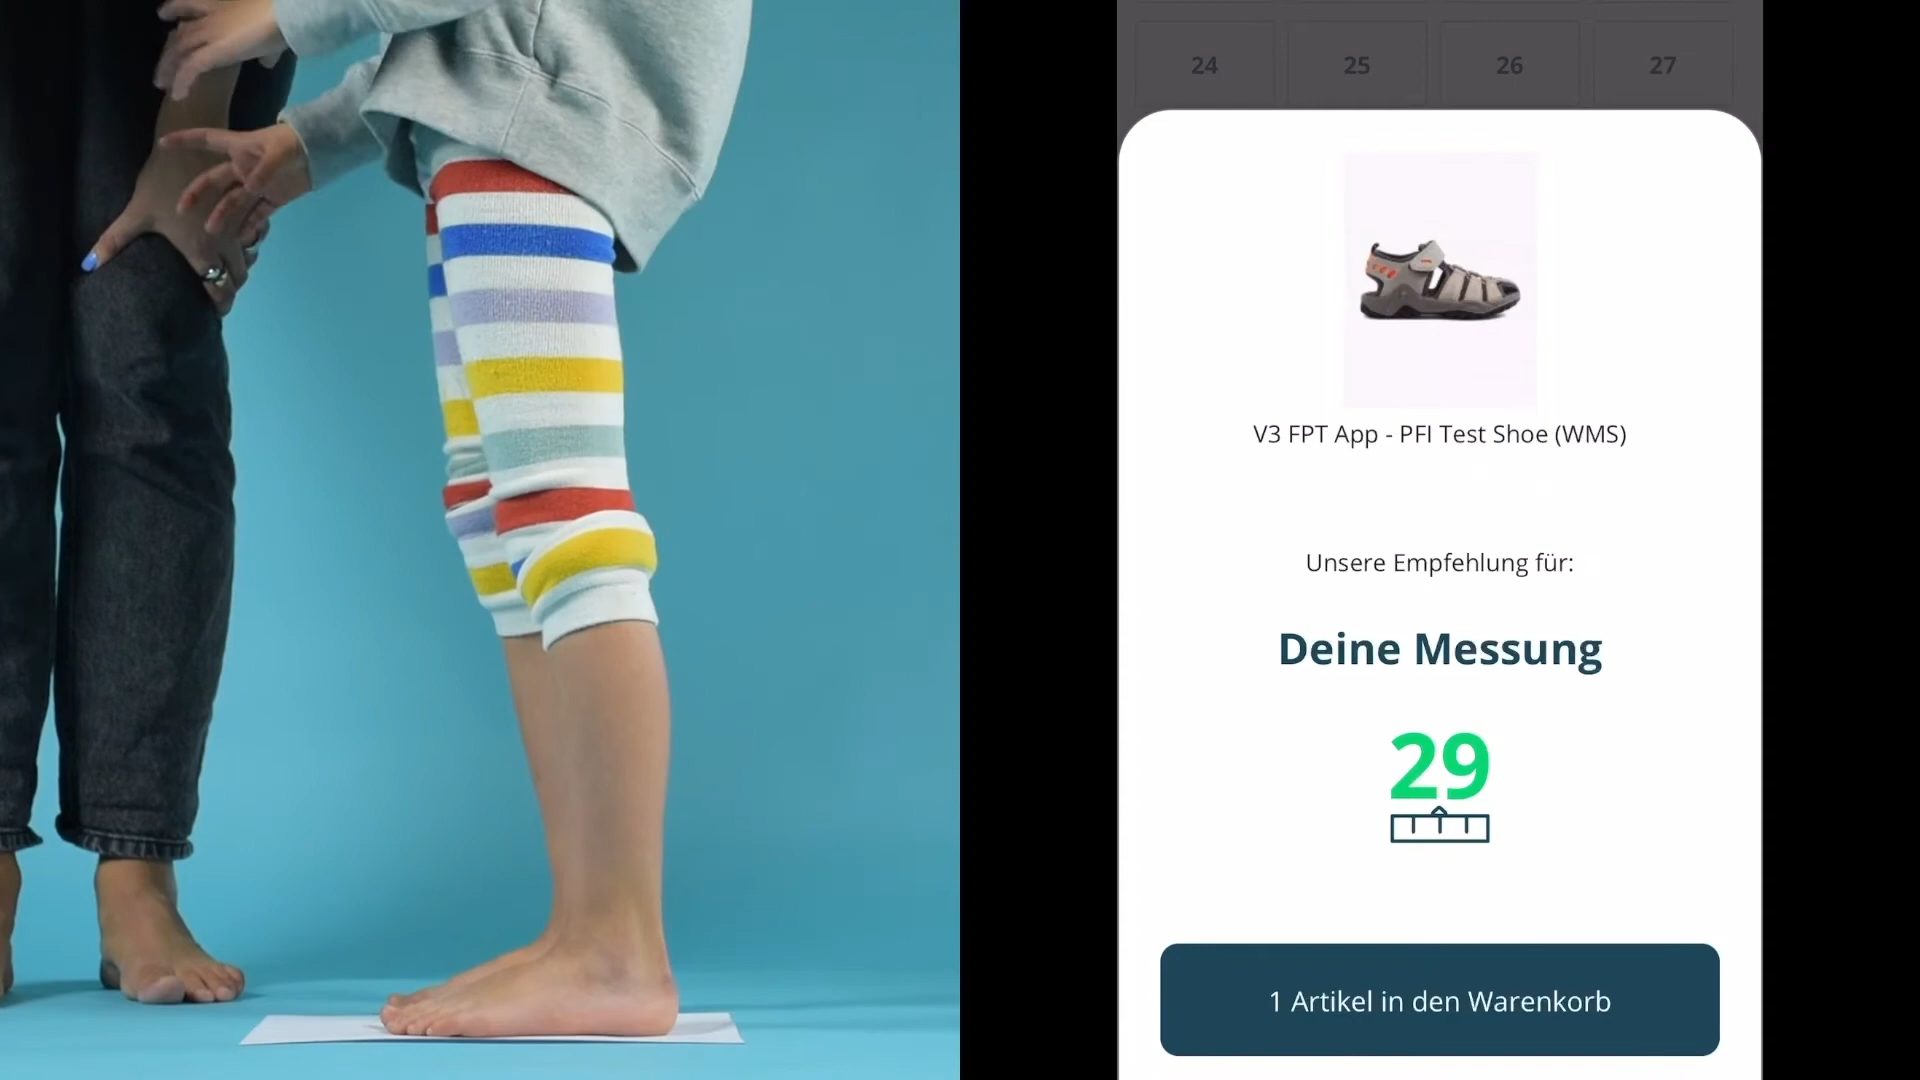 24 25 26 27
V3 FPT App - PFI Test Shoe (WMS)
Unsere Empfehlung für:
Deine Messung
29
1 Artikel in den Warenkorb